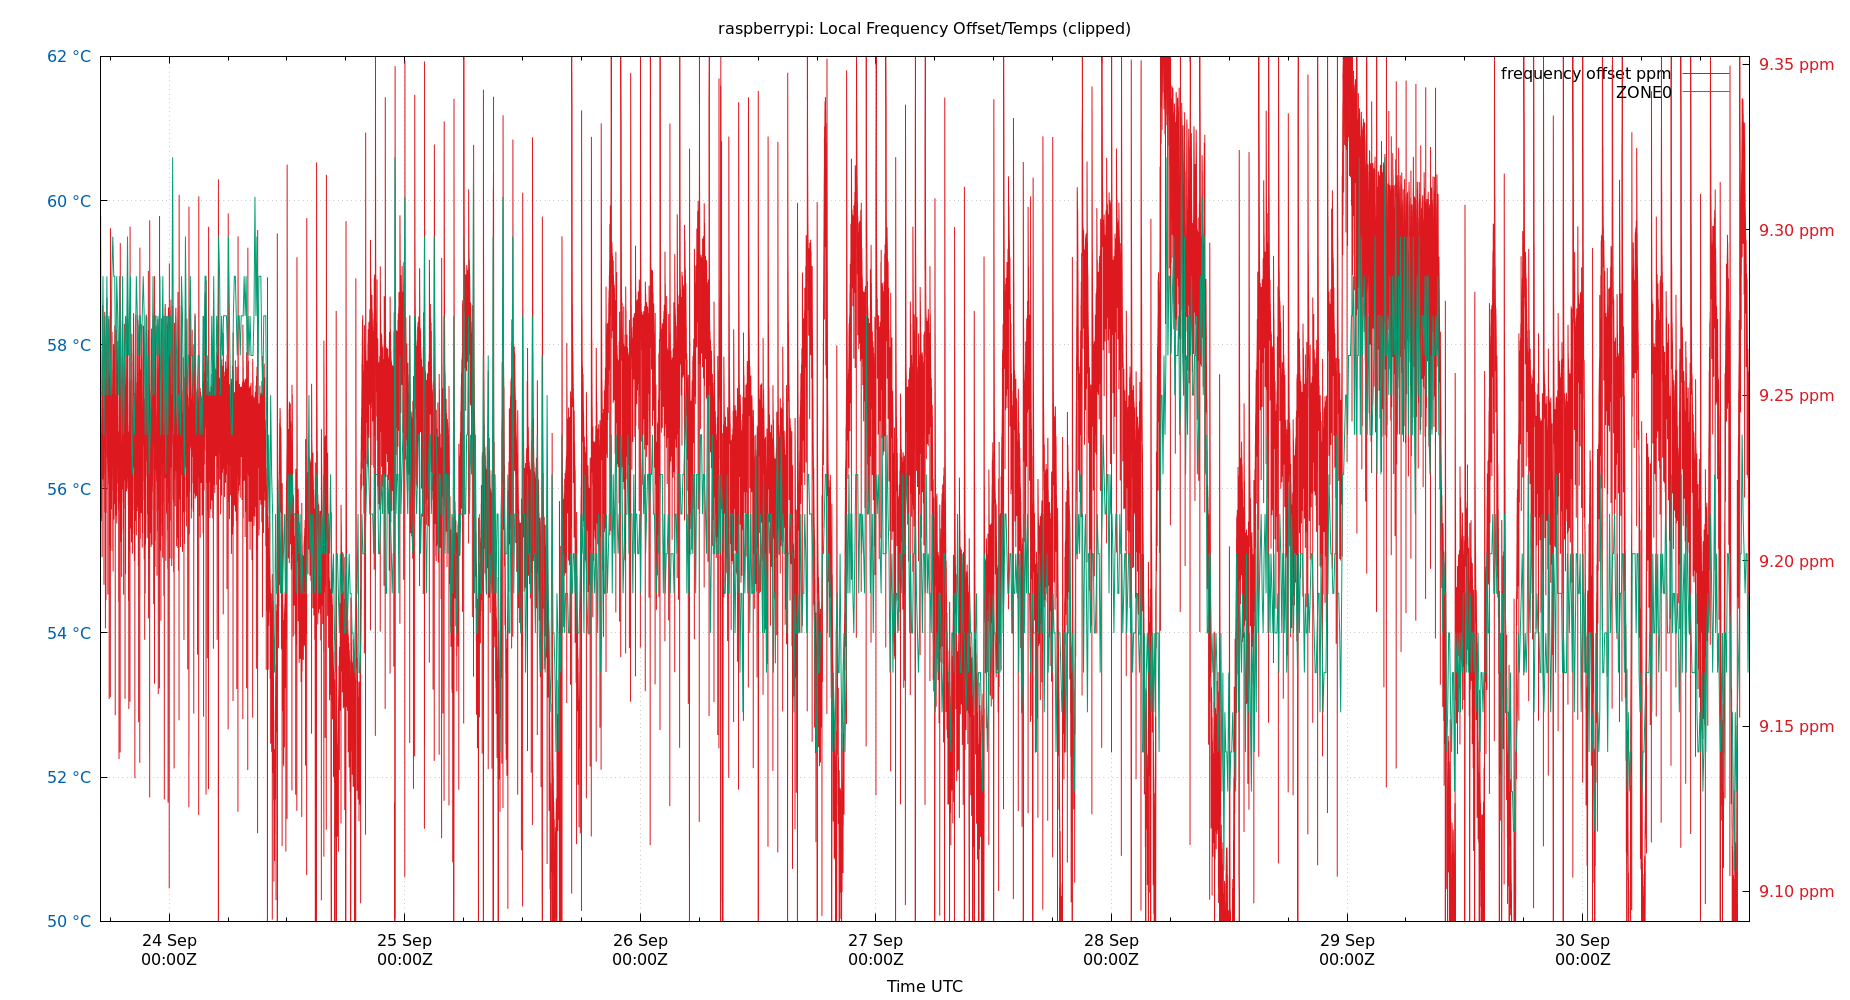 raspberrypi: Local Frequency Offset/Temps (clipped)
62 °C
60 °C
58 °C
56 °C
54 °C
52 °C
50 °C
9.35 ppm
9.30 ppm
9.25 ppm
9.20 ppm
9.15 ppm
9.10 ppm
frequency offset ppm
ZONE0
24 Sep
00:00Z
25 Sep
00:00Z
26 Sep
00:00Z
27 Sep
00:00Z
28 Sep
00:00Z
29 Sep
00:00Z
30 Sep
00:00Z
Time UTC